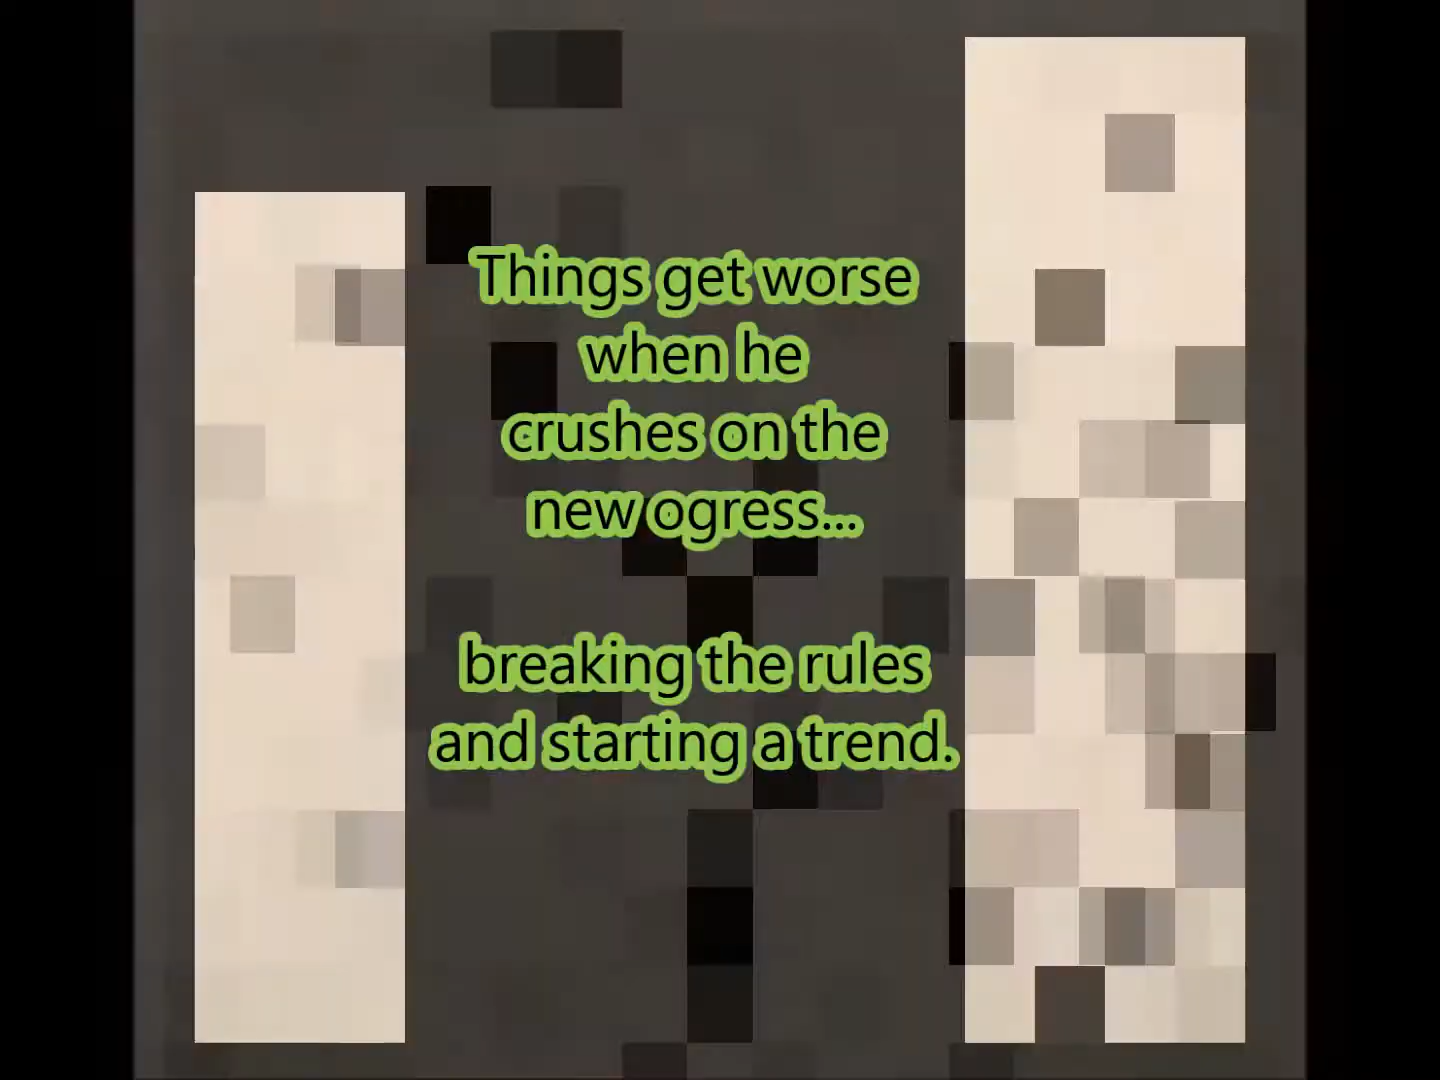 Things get worse
when he
crushes on the
new ogress...
breaking the rules
and starting a trend.